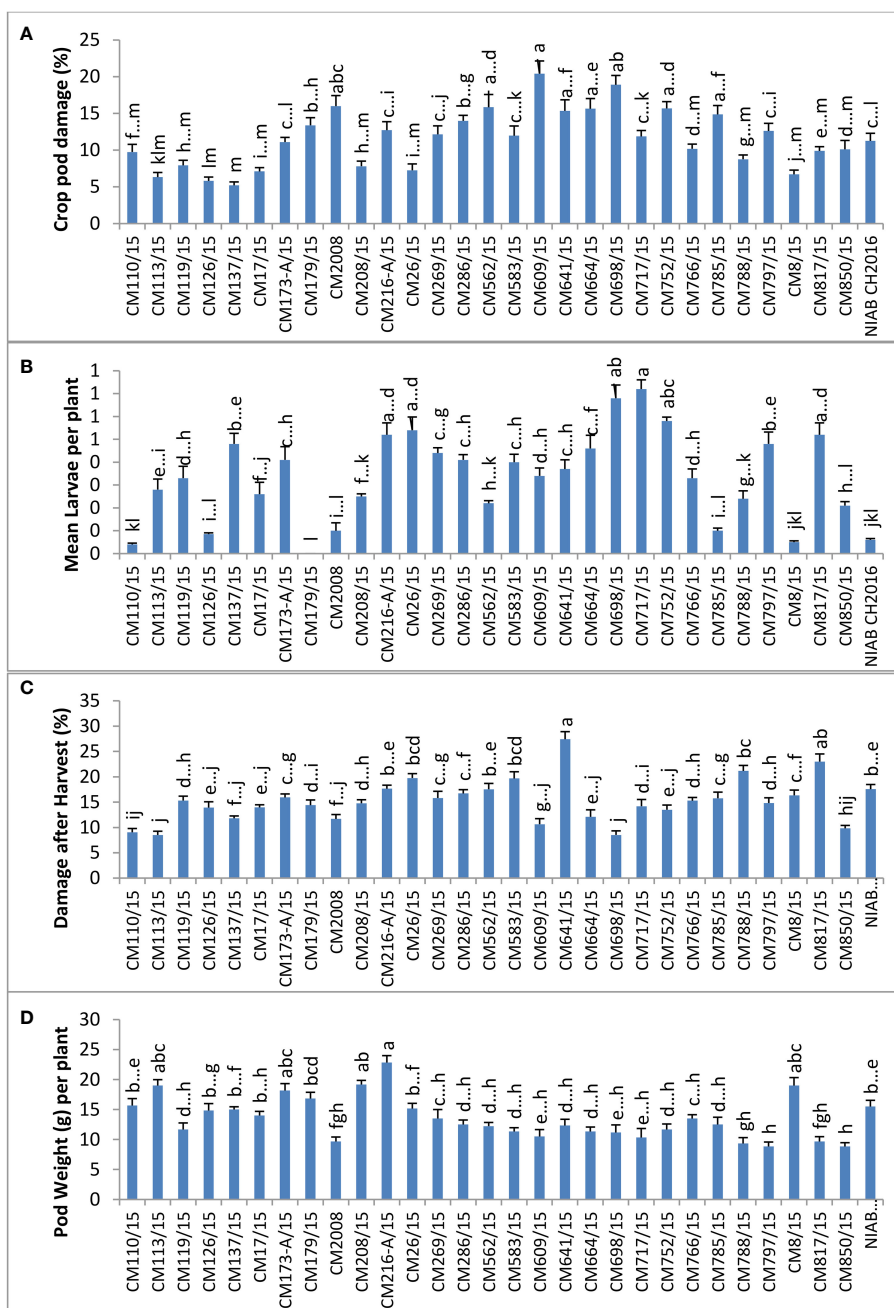 A
Crop pod damage (%)
25
20
15
10
5
0
f...m
klm
h...m
lm
m
i...m
c...l
b...h
abc
h...m
c...i
i...m
c...j
b...g
a...d
c...k
a
a...f
a...e
ab
c...k
a...d
d...m
a...f
g...m
c...i
j...m
e...m
d...m
c...l
CM110/15
CM113/15
CM119/15
CM126/15
CM137/15
CM17/15
CM173-A/15
CM179/15
CM2008
CM208/15
CM216-A/15
CM26/15
CM269/15
CM286/15
CM562/15
CM583/15
CM609/15
CM641/15
CM664/15
CM698/15
CM717/15
CM752/15
CM766/15
CM785/15
CM788/15
CM797/15
CM8/15
CM817/15
CM850/15
NIAB CH2016
B
Mean Larvae per plant
1
1
1
1
0
0
0
0
0
kl
e...i
d...h
i...l
b...e
f...j
c...h
l
i...l
f...k
a...d
a...d
c...g
c...h
h...k
c...h
d...h
c...h
c...f
ab
a
abc
d...h
i...l
g...k
b...e
jkl
a...d
h...l
jkl
CM110/15
CM113/15
CM119/15
CM126/15
CM137/15
CM17/15
CM173-A/15
CM179/15
CM2008
CM208/15
CM216-A/15
CM26/15
CM269/15
CM286/15
CM562/15
CM583/15
CM609/15
CM641/15
CM664/15
CM698/15
CM717/15
CM752/15
CM766/15
CM785/15
CM788/15
CM797/15
CM8/15
CM817/15
CM850/15
NIAB CH2016
C
Damage after Harvest (%)
35
30
25
20
15
10
5
0
ij
j
d...h
e...j
f...j
e...j
c...g
d...i
f...j
d...h
b...e
bcd
c...g
c...f
b...e
bcd
g...j
a
e...j
j
d...i
e...j
d...h
c...g
bc
d...h
c...f
ab
hij
b...e
CM110/15
CM113/15
CM119/15
CM126/15
CM137/15
CM17/15
CM173-A/15
CM179/15
CM2008
CM208/15
CM216-A/15
CM26/15
CM269/15
CM286/15
CM562/15
CM583/15
CM609/15
CM641/15
CM664/15
CM698/15
CM717/15
CM752/15
CM766/15
CM785/15
CM788/15
CM797/15
CM8/15
CM817/15
CM850/15
NIAB...
D
Pod Weight (g) per plant
30
25
20
15
10
5
0
b...e
abc
d...h
b...g
b...f
b...h
abc
bcd
fgh
ab
a
b...f
c...h
d...h
d...h
d...h
e...h
d...h
d...h
e...h
e...h
d...h
c...h
d...h
gh
h
abc
fgh
h
b...e
CM110/15
CM113/15
CM119/15
CM126/15
CM137/15
CM17/15
CM173-A/15
CM179/15
CM2008
CM208/15
CM216-A/15
CM26/15
CM269/15
CM286/15
CM562/15
CM583/15
CM609/15
CM641/15
CM664/15
CM698/15
CM717/15
CM752/15
CM766/15
CM785/15
CM788/15
CM797/15
CM8/15
CM817/15
CM850/15
NIAB...